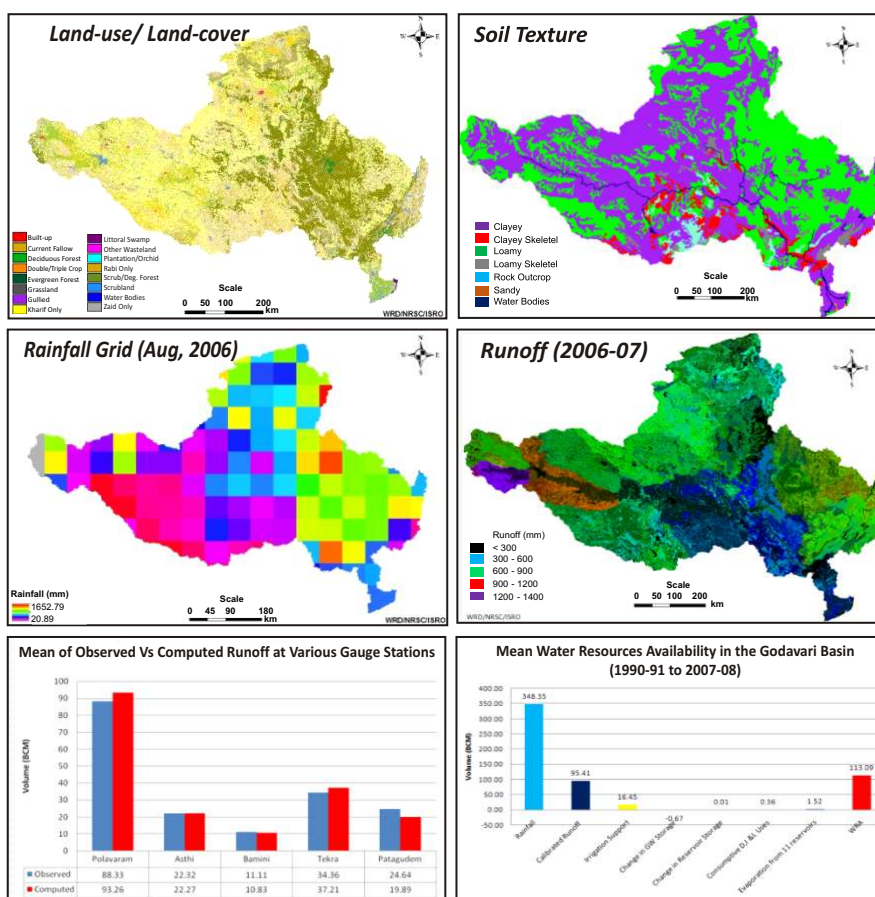 Land-use/ Land-cover
N
W E
S
Built-up
Current Fallow
Deciduous Forest
Double/Triple Crop
Evergreen Forest
Grassland
Gullied
Kharif Only
Littoral Swamp
Other Wasteland
Plantation/Orchid
Rabi Only
Scrub/Deg. Forest
Scrubland
Water Bodies
Zaid Only
Scale
0 50 100 200
km
WRD/NRSC/ISRO
Soil Texture
N
W E
S
Clayey
Clayey Skeletel
Loamy
Loamy Skeletel
Rock Outcrop
Sandy
Water Bodies
Scale
0 50 100 200
km
Rainfall Grid (Aug, 2006)
N
W E
S
Rainfall (mm)
1652.79
20.89
Scale
0 45 90 180
km
WRD/NRSC/ISRO
Runoff (2006-07)
N
W E
S
Runoff (mm)
< 300
300 - 600
600 - 900
900 - 1200
1200 - 1400
Scale
0 50 100 200
km
WRD/NRSC/ISRO
Mean of Observed Vs Computed Runoff at Various Gauge Stations
Volume (BCM)
100
90
80
70
60
50
40
30
20
10
0
Polavaram Asthi Bamini Tekra Patagudem
Observed 88.33 22.32 11.11 34.36 24.64
Computed 93.26 22.27 10.83 37.21 19.89
Mean Water Resources Availability in the Godavari Basin
(1990-91 to 2007-08)
Volume (BCM)
400.00
350.00
300.00
250.00
200.00
150.00
100.00
50.00
0.00
-50.00
348.35
95.41
16.45
-0.67
0.01
0.36
1.52
113.09
Rainfall
Calibrated Runoff
Irrigation Support
Change in GW Storage
Change in Reservoir Storage
Consumptive D,I &L Uses
Evaporation from 11 reservoirs
WRA